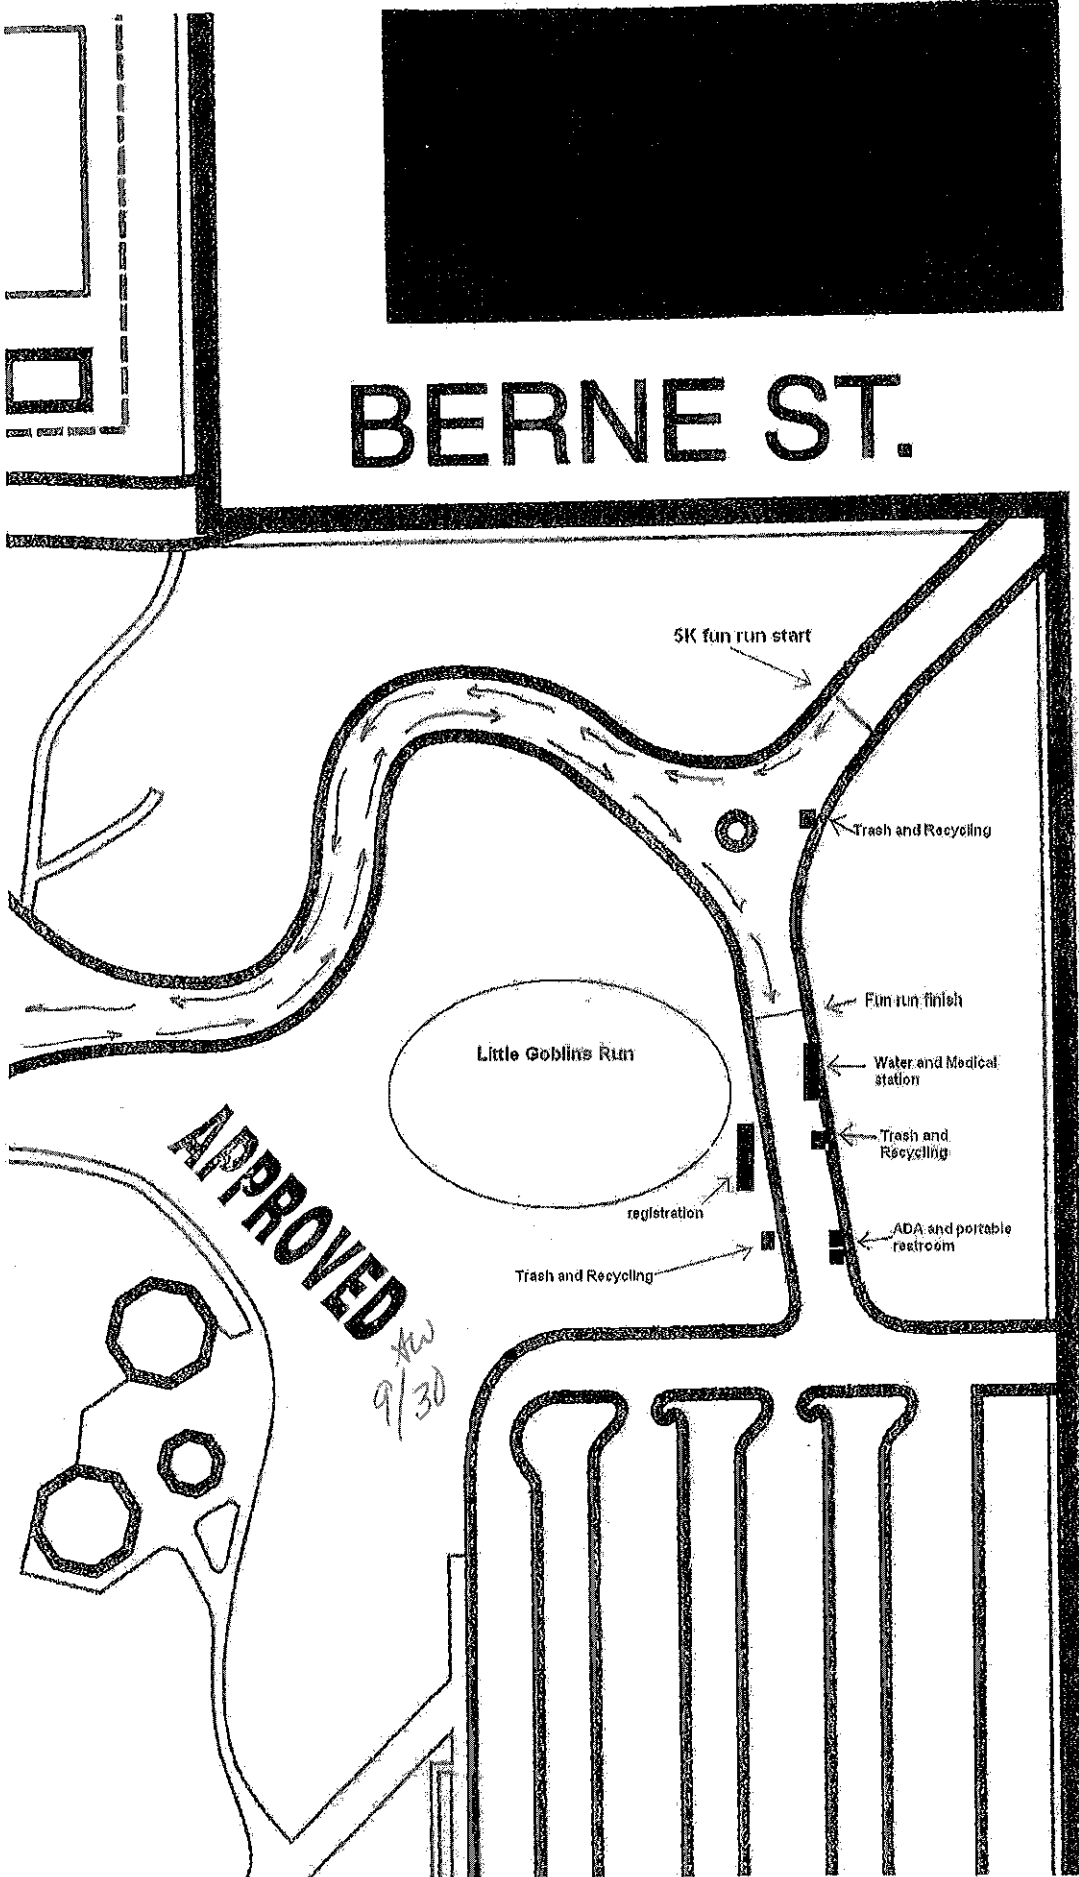 BERNE ST.
5K fun run start
Trash and Recycling
Fun run finish
Little Goblins Run
Water and Medical
station
Trash and
Recycling
registration
ADA and portable
restroom
Trash and Recycling
APPROVED
9/30